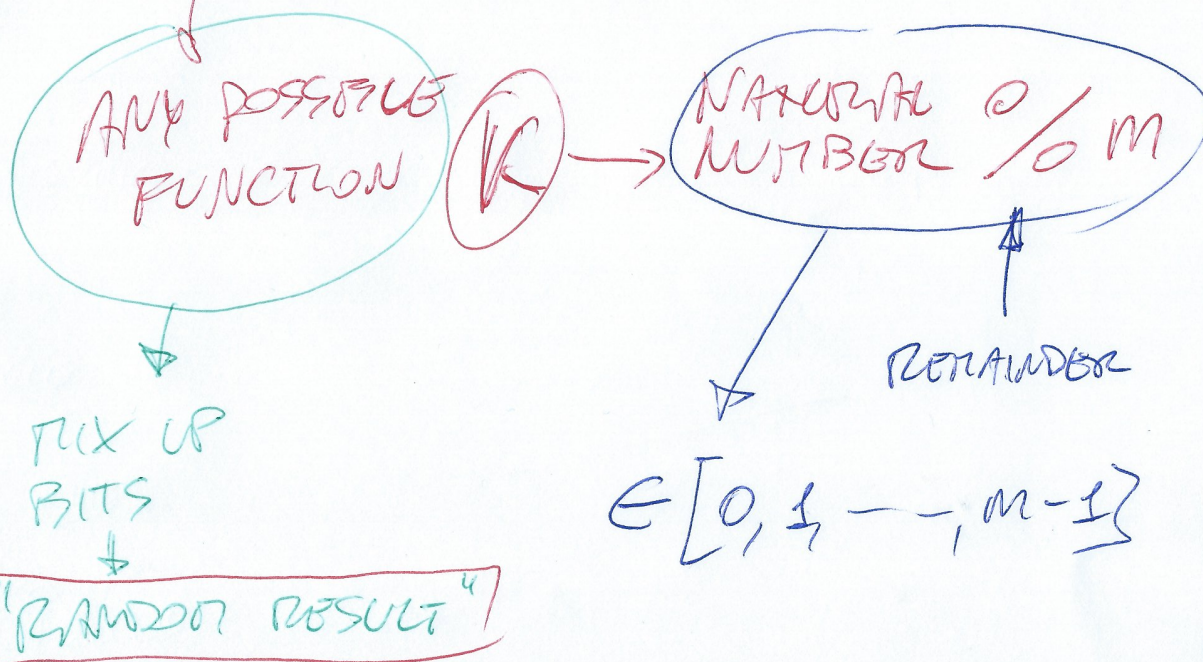 ANY POSSIBLE
FUNCTION
K
NATURAL
NUMBER % m
REMAINDER
MIX UP
BITS
∈ [0, 1, - - -, m-1}
"RANDOM RESULT"